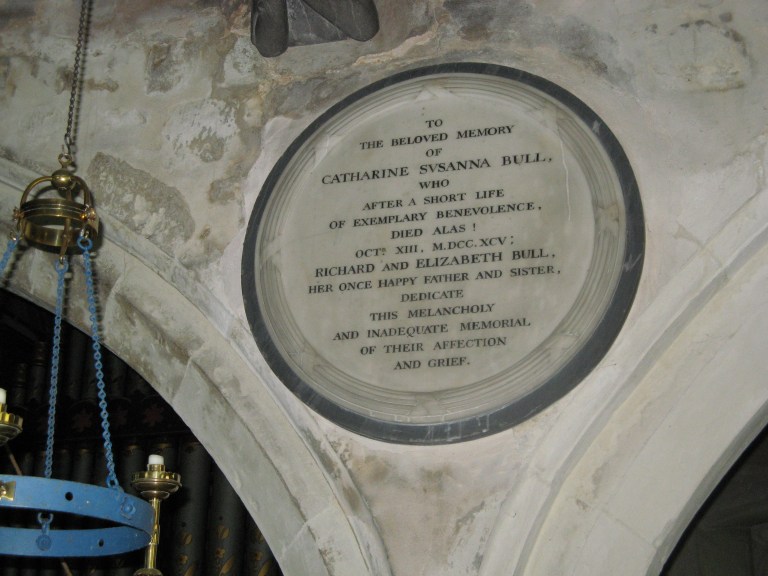 TO
THE BELOVED MEMORY
OF
CATHARINE SVSANNA BULL,
WHO
AFTER A SHORT LIFE
OF EXEMPLARY BENEVOLENCE,
DIED ALAS!
OCTR. XIII, M.DCC.XCV:
RICHARD AND ELIZABETH BULL,
HER ONCE HAPPY FATHER AND SISTER,
DEDICATE
THIS MELANCHOLY
AND INADEQUATE MEMORIAL
OF THEIR AFFECTION
AND GRIEF.